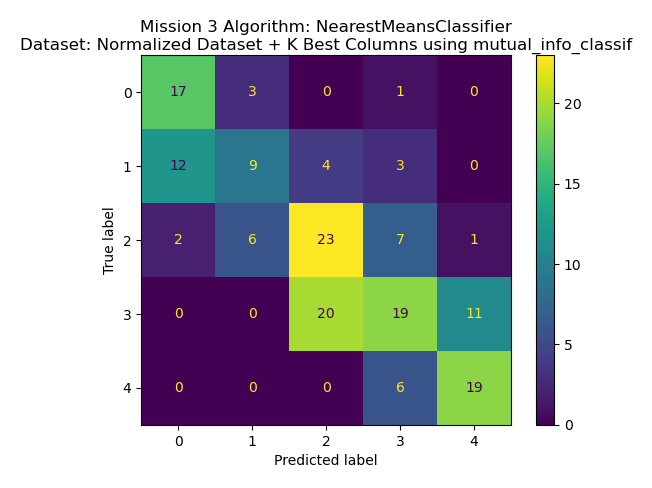 Mission 3 Algorithm: NearestMeansClassifier
Dataset: Normalized Dataset + K Best Columns using mutual_info_classif
0 17 3 0 1 0
1 12 9 4 3 0
2 2 6 23 7 1
3 0 0 20 19 11
4 0 0 0 6 19
0 1 2 3 4
True label
Predicted label
20
15
10
5
0